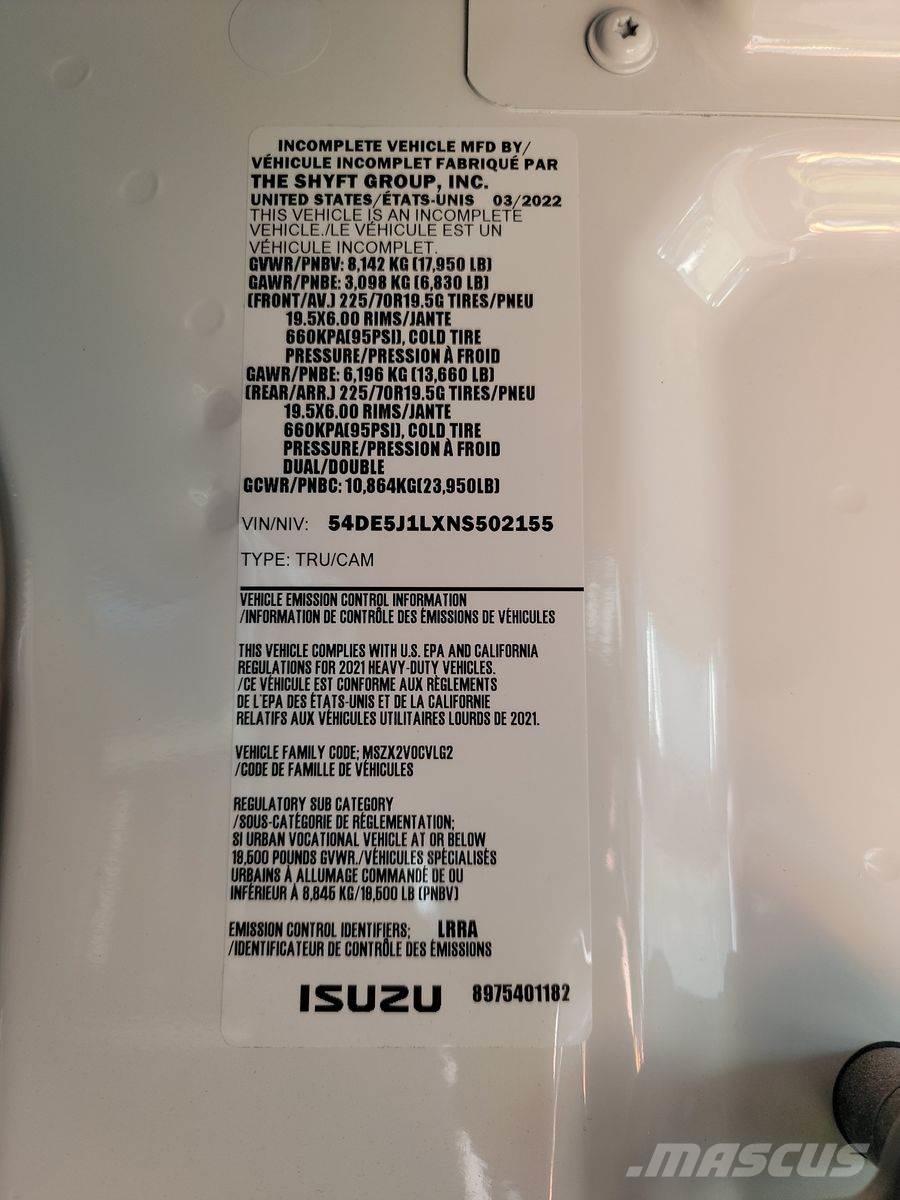 INCOMPLETE VEHICLE MFD BY/
VÉHICULE INCOMPLET FABRIQUÉ PAR
THE SHYFT GROUP, INC.
UNITED STATES/ÉTATS-UNIS 03/2022
THIS VEHICLE IS AN INCOMPLETE
VEHICLE./LE VÉHICULE EST UN
VÉHICULE INCOMPLET.
GVWR/PNBV: 8,142 KG (17,950 LB)
GAWR/PNBE: 3,098 KG (6,830 LB)
(FRONT/AV.) 225/70R19.5G TIRES/PNEU
19.5X6.00 RIMS/JANTE
660KPA(95PSI), COLD TIRE
PRESSURE/PRESSION À FROID
GAWR/PNBE: 6,196 KG (13,660 LB)
(REAR/ARR.) 225/70R19.5G TIRES/PNEU
19.5X6.00 RIMS/JANTE
660KPA(95PSI), COLD TIRE
PRESSURE/PRESSION À FROID
DUAL/DOUBLE
GCWR/PNBC: 10,864KG(23,950LB)
VIN/NIV: 54DE5J1LXNS502155
TYPE: TRU/CAM
VEHICLE EMISSION CONTROL INFORMATION
/INFORMATION DE CONTRÔLE DES ÉMISSIONS DE VÉHICULES
THIS VEHICLE COMPLIES WITH U.S. EPA AND CALIFORNIA
REGULATIONS FOR 2021 HEAVY-DUTY VEHICLES.
/CE VÉHICULE EST CONFORME AUX RÈGLEMENTS
DE L'EPA DES ÉTATS-UNIS ET DE LA CALIFORNIE
RELATIFS AUX VÉHICULES UTILITAIRES LOURDS DE 2021.
VEHICLE FAMILY CODE; MSZX2VOCVLG2
/CODE DE FAMILLE DE VÉHICULES
REGULATORY SUB CATEGORY
/SOUS-CATÉGORIE DE RÉGLEMENTATION;
SI URBAN VOCATIONAL VEHICLE AT OR BELOW
19,500 POUNDS GVWR./VÉHICULES SPÉCIALISÉS
URBAINS À ALLUMAGE COMMANDÉ DE OU
INFÉRIEUR À 8,845 KG/19,500 LB (PNBV)
EMISSION CONTROL IDENTIFIERS; LRRA
/IDENTIFICATEUR DE CONTRÔLE DES ÉMISSIONS
ISUZU 8975401182
.MASCUS